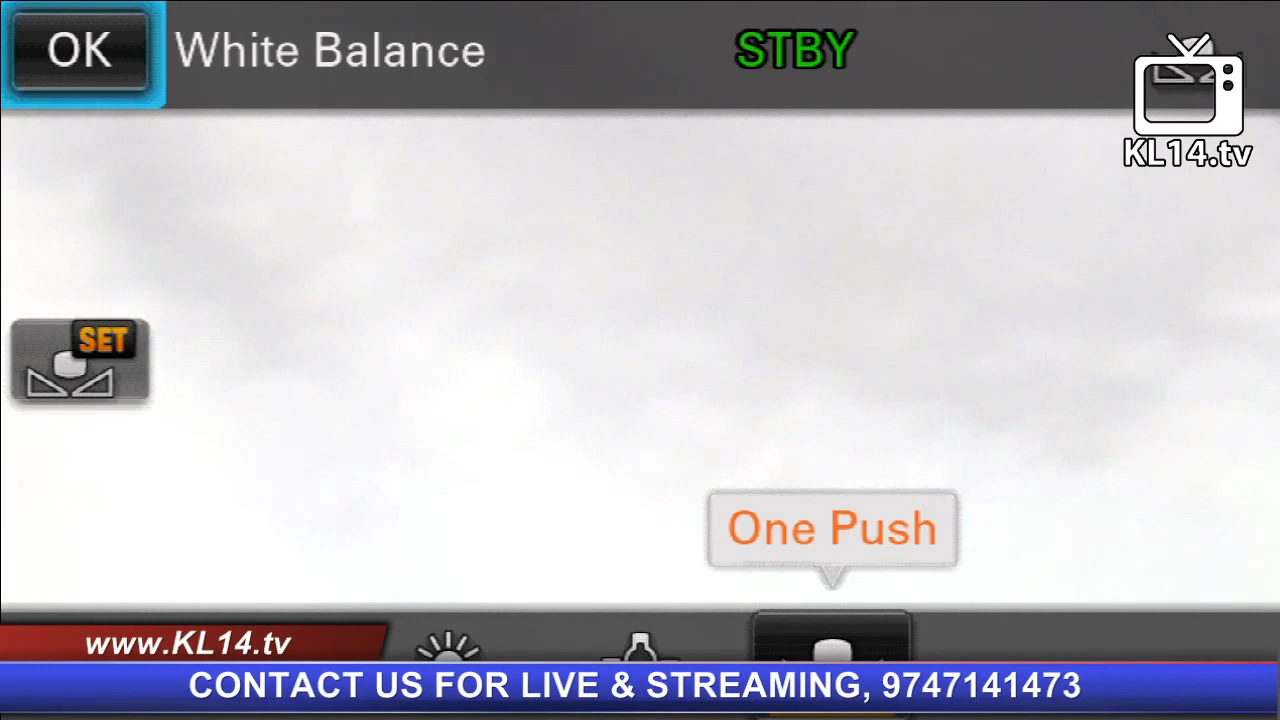 OK
White Balance
STBY
KL14.tv
SET
One Push
www.KL14.tv
CONTACT US FOR LIVE & STREAMING, 9747141473